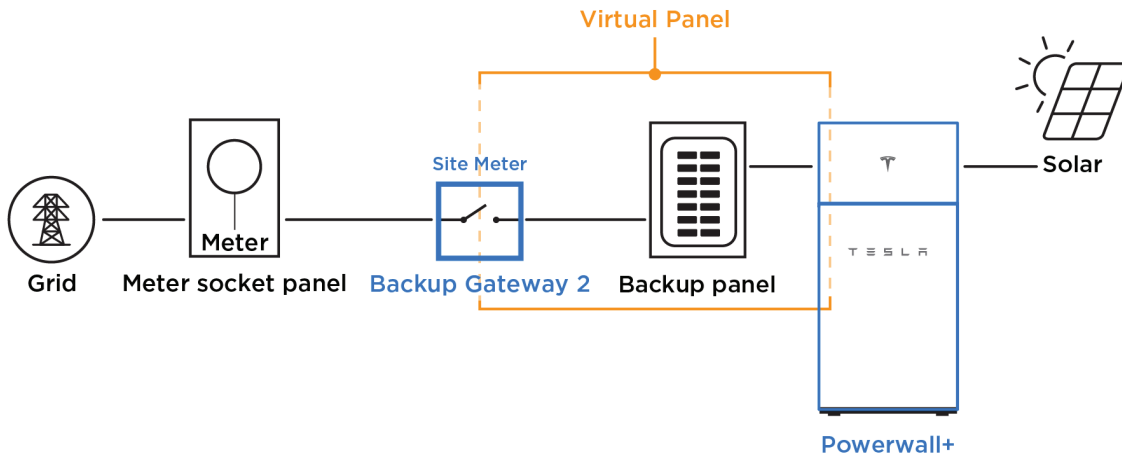 Virtual Panel
Site Meter
Solar
Meter
Grid
Meter socket panel
Backup Gateway 2
Backup panel
TESLA
Powerwall+